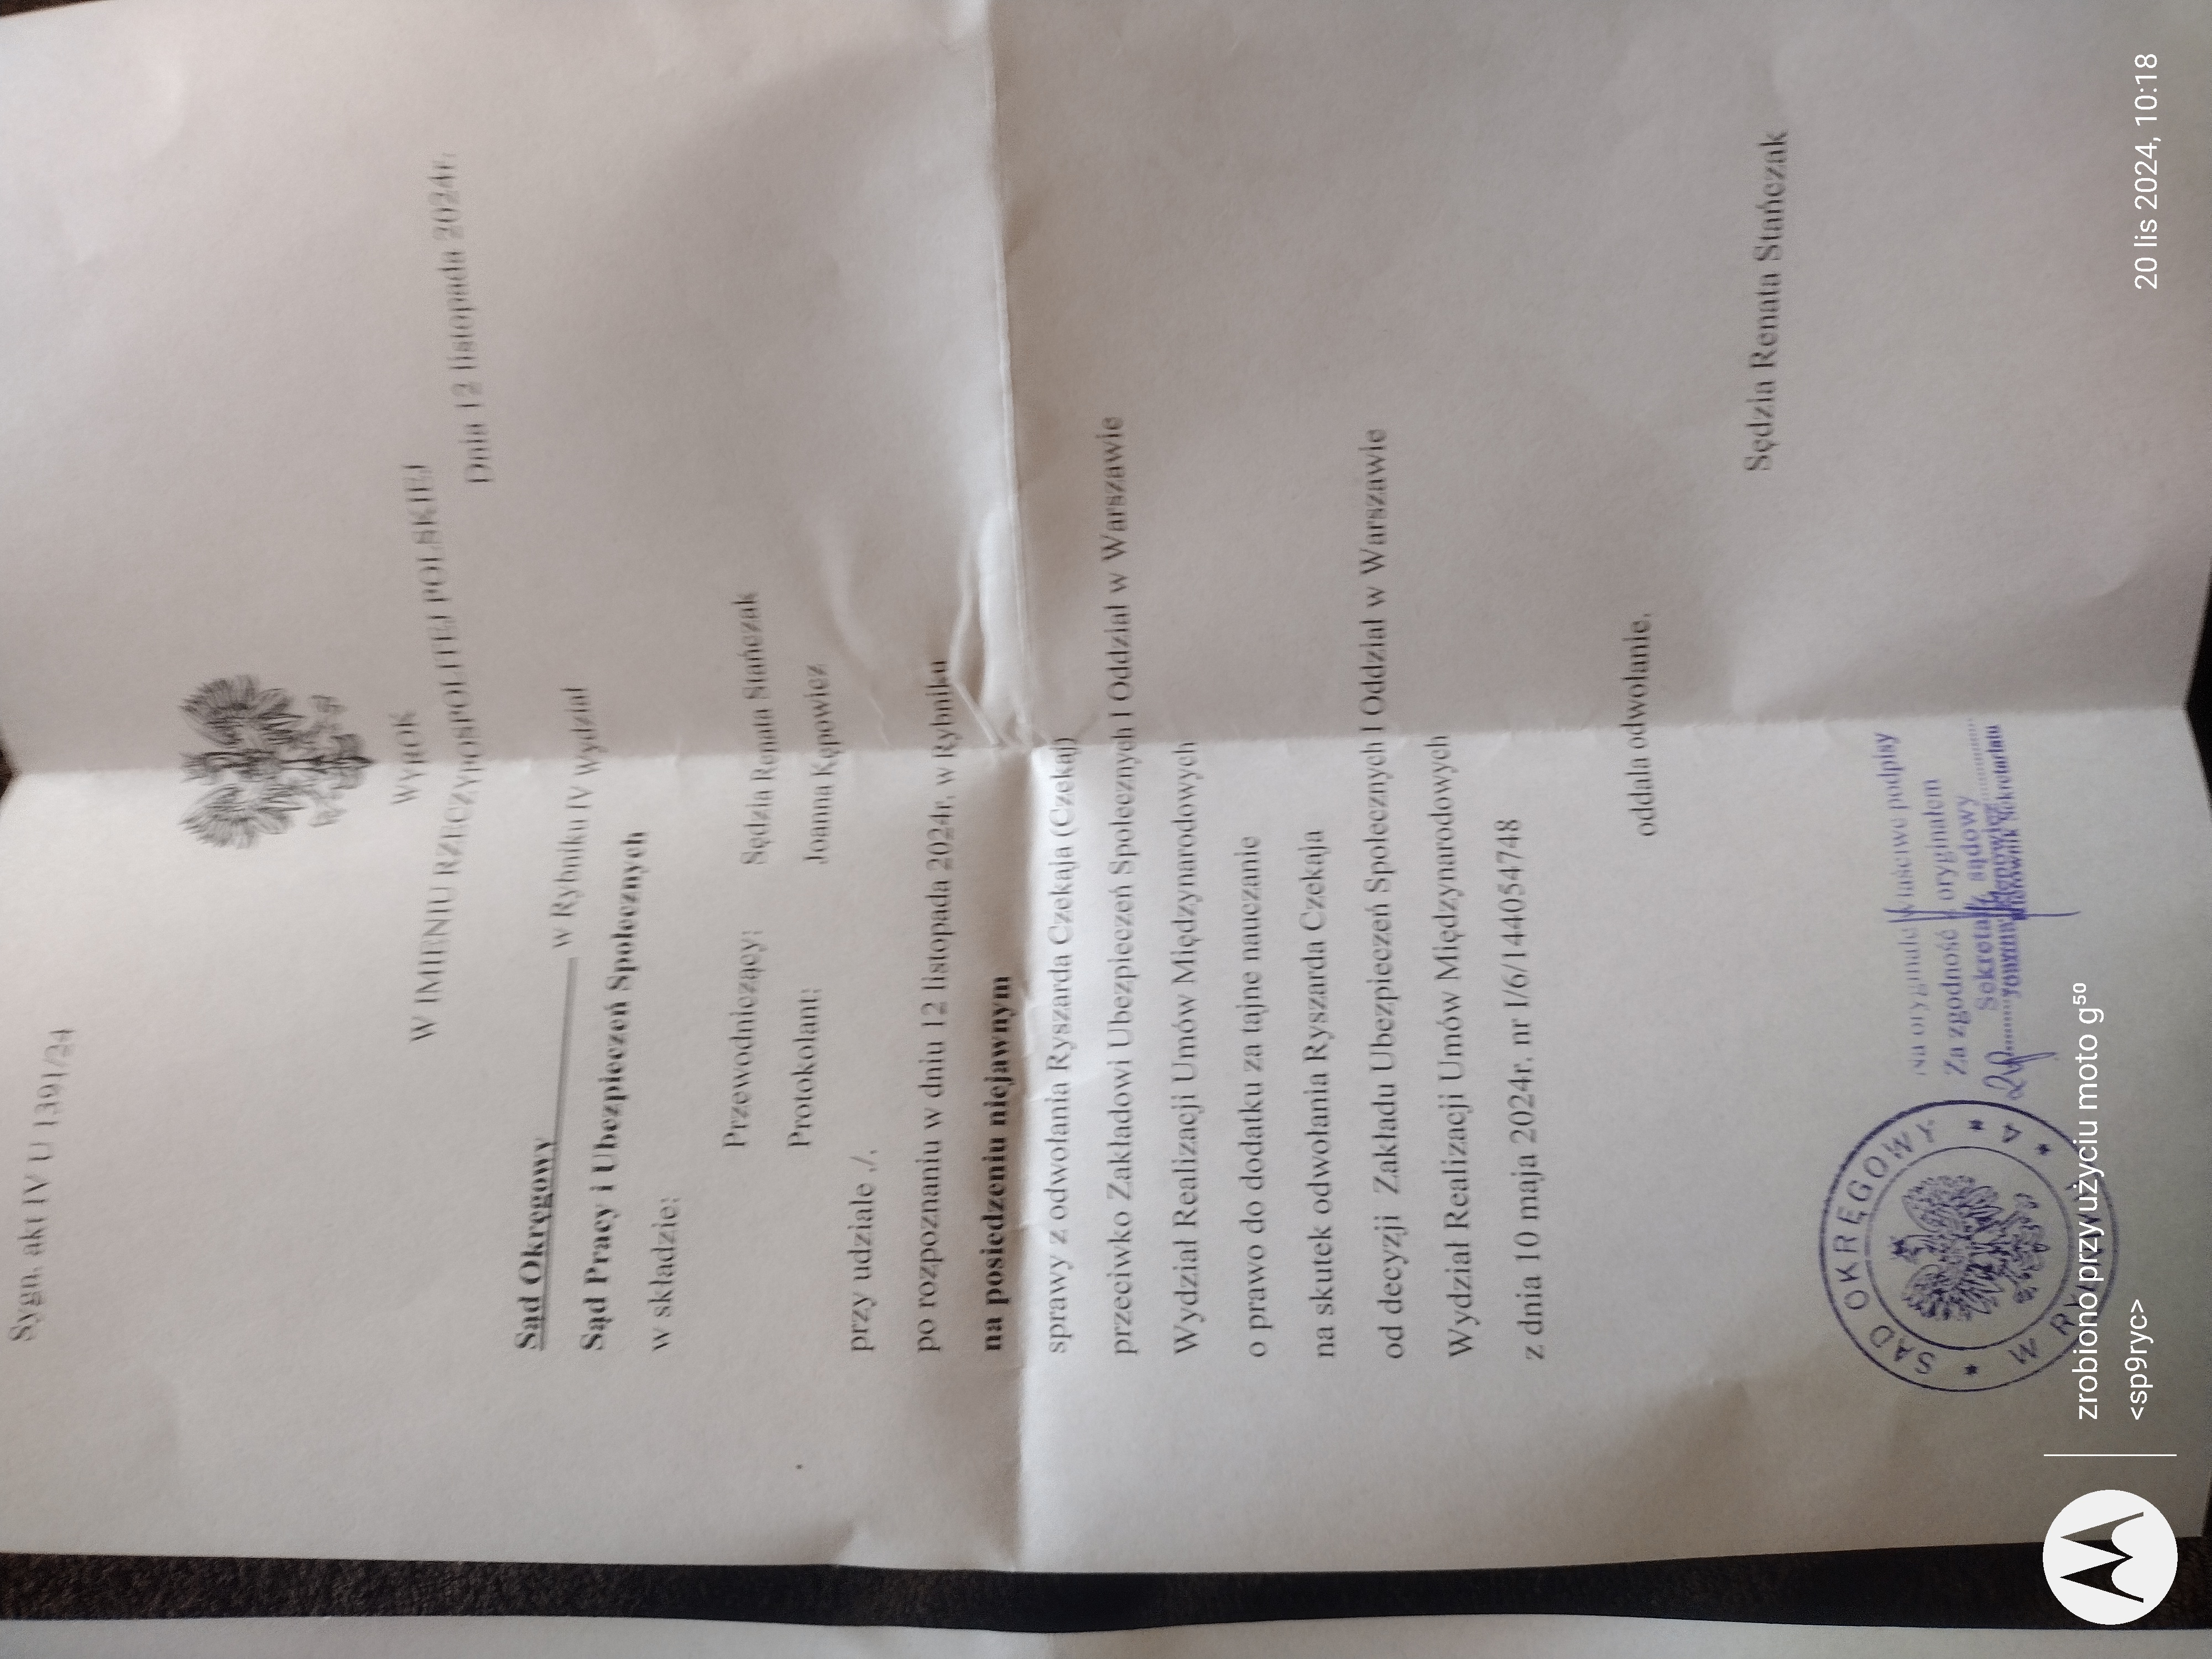 Sygn. akt IV U 1391/24
WYROK
W IMIENIU RZECZYPOSPOLITEJ POLSKIEJ
Dnia 12 listopada 2024r.
Sąd Okręgowy w Rybniku IV Wydział
Sąd Pracy i Ubezpieczeń Społecznych
w składzie:
Przewodniczący: Sędzia Renata Stańczak
Protokolant: Joanna Kępowicz
przy udziale ./.
po rozpoznaniu w dniu 12 listopada 2024r. w Rybniku
na posiedzeniu niejawnym
sprawy z odwołania Ryszarda Czekaja (Czekaj)
przeciwko Zakładowi Ubezpieczeń Społecznych I Oddział w Warszawie
Wydział Realizacji Umów Międzynarodowych
o prawo do dodatku za tajne nauczanie
na skutek odwołania Ryszarda Czekaja
od decyzji Zakładu Ubezpieczeń Społecznych I Oddział w Warszawie
Wydział Realizacji Umów Międzynarodowych
z dnia 10 maja 2024r. nr I/6/144054748
oddala odwołanie.
Sędzia Renata Stańczak
SĄD OKRĘGOWY
W RYBNIKU
* 4 *
Na oryginale właściwe podpisy
Za zgodność z oryginałem
Sekretarz sądowy
Joanna Kępowicz
Kierownik Sekretariatu
zrobiono przy użyciu moto g⁵⁰
<sp9ryc>
20 lis 2024, 10:18